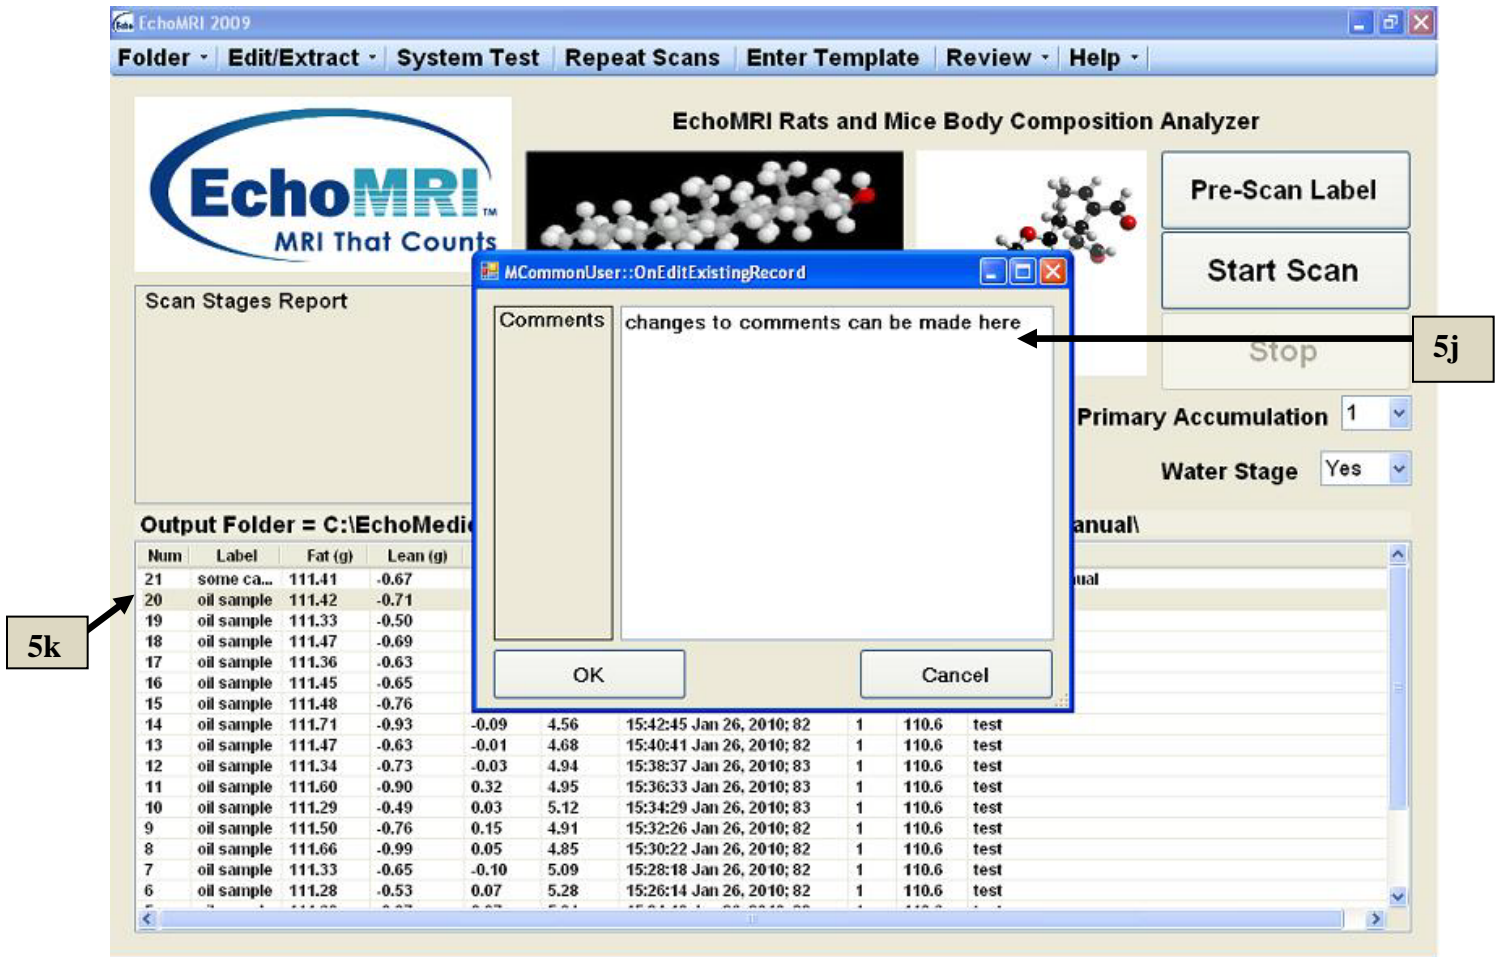 Echo EchoMRI 2009
Folder Edit/Extract System Test Repeat Scans Enter Template Review Help
EchoMRI Rats and Mice Body Composition Analyzer
EchoMRI TM
MRI That Counts
Pre-Scan Label
Start Scan
Stop
MCommonUser::OnEditExistingRecord
Scan Stages Report
Comments changes to comments can be made here
5j
Primary Accumulation 1
Water Stage Yes
OK Cancel
Output Folder = C:\EchoMedi anual\
Num Label Fat (g) Lean (g)
21 some ca... 111.41 -0.67 ual
20 oil sample 111.42 -0.71
19 oil sample 111.33 -0.50
5k
18 oil sample 111.47 -0.69
17 oil sample 111.36 -0.63
16 oil sample 111.45 -0.65
15 oil sample 111.48 -0.76
14 oil sample 111.71 -0.93 -0.09 4.56 15:42:45 Jan 26, 2010; 82 1 110.6 test
13 oil sample 111.47 -0.63 -0.01 4.68 15:40:41 Jan 26, 2010; 82 1 110.6 test
12 oil sample 111.34 -0.73 -0.03 4.94 15:38:37 Jan 26, 2010; 83 1 110.6 test
11 oil sample 111.60 -0.90 0.32 4.95 15:36:33 Jan 26, 2010; 83 1 110.6 test
10 oil sample 111.29 -0.49 0.03 5.12 15:34:29 Jan 26, 2010; 83 1 110.6 test
9 oil sample 111.50 -0.76 0.15 4.91 15:32:26 Jan 26, 2010; 82 1 110.6 test
8 oil sample 111.66 -0.99 0.05 4.85 15:30:22 Jan 26, 2010; 82 1 110.6 test
7 oil sample 111.33 -0.65 -0.10 5.09 15:28:18 Jan 26, 2010; 82 1 110.6 test
6 oil sample 111.28 -0.53 0.07 5.28 15:26:14 Jan 26, 2010; 82 1 110.6 test